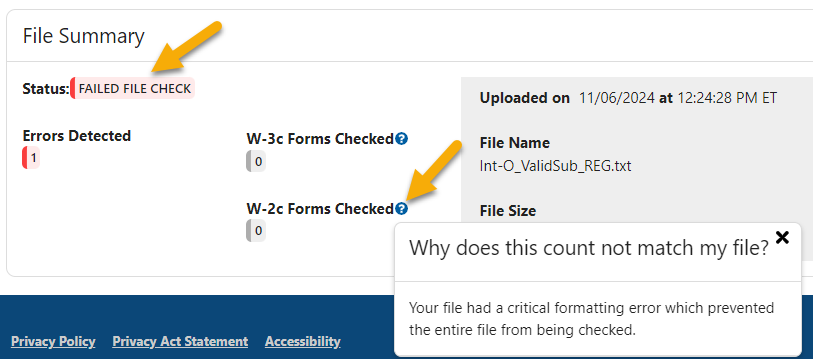 File Summary
Status: FAILED FILE CHECK
Errors Detected
1
W-3c Forms Checked
0
W-2c Forms Checked
0
Uploaded on 11/06/2024 at 12:24:28 PM ET
File Name
Int-O_ValidSub_REG.txt
File Size
Why does this count not match my file?
Your file had a critical formatting error which prevented
the entire file from being checked.
Privacy Policy Privacy Act Statement Accessibility